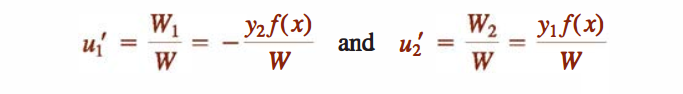 u₁′ = W₁/W = − y₂f(x)/W and u₂′ = W₂/W = y₁f(x)/W